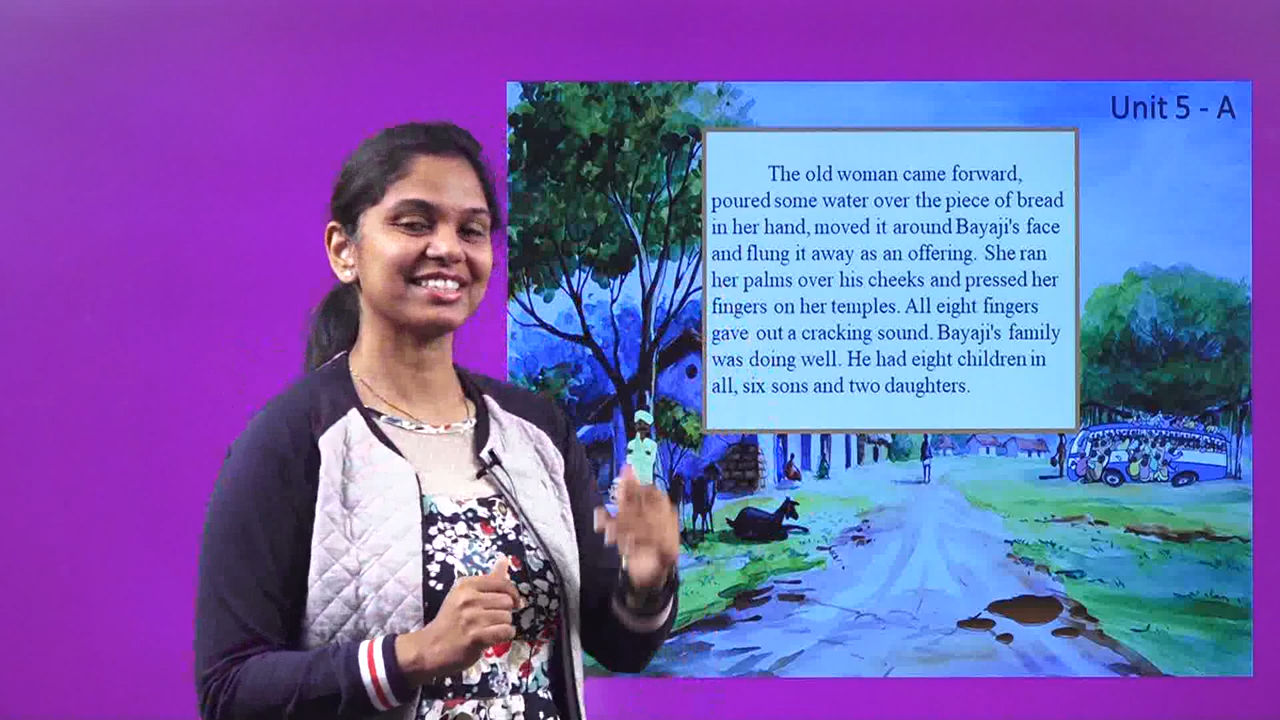 Unit 5 - A
The old woman came forward,
poured some water over the piece of bread
in her hand, moved it around Bayaji's face
and flung it away as an offering. She ran
her palms over his cheeks and pressed her
fingers on her temples. All eight fingers
gave out a cracking sound. Bayaji's family
was doing well. He had eight children in
all, six sons and two daughters.